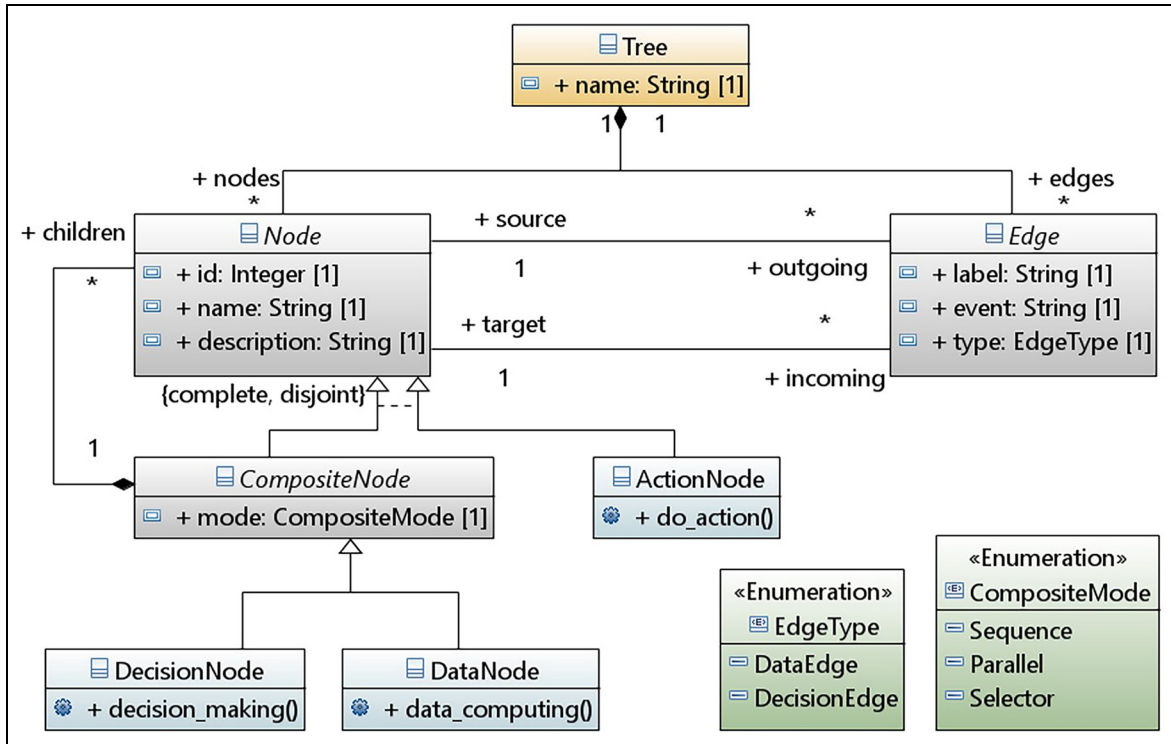 Tree
+ name: String [1]
1 1
+ nodes
*
+ edges
*
+ children
*
Node
+ id: Integer [1]
+ name: String [1]
+ description: String [1]
+ source
*
1
+ outgoing
+ target
*
1
+ incoming
Edge
+ label: String [1]
+ event: String [1]
+ type: EdgeType [1]
{complete, disjoint}
1
CompositeNode
+ mode: CompositeMode [1]
ActionNode
+ do_action()
DecisionNode
+ decision_making()
DataNode
+ data_computing()
«Enumeration»
<E> EdgeType
DataEdge
DecisionEdge
«Enumeration»
<E> CompositeMode
Sequence
Parallel
Selector